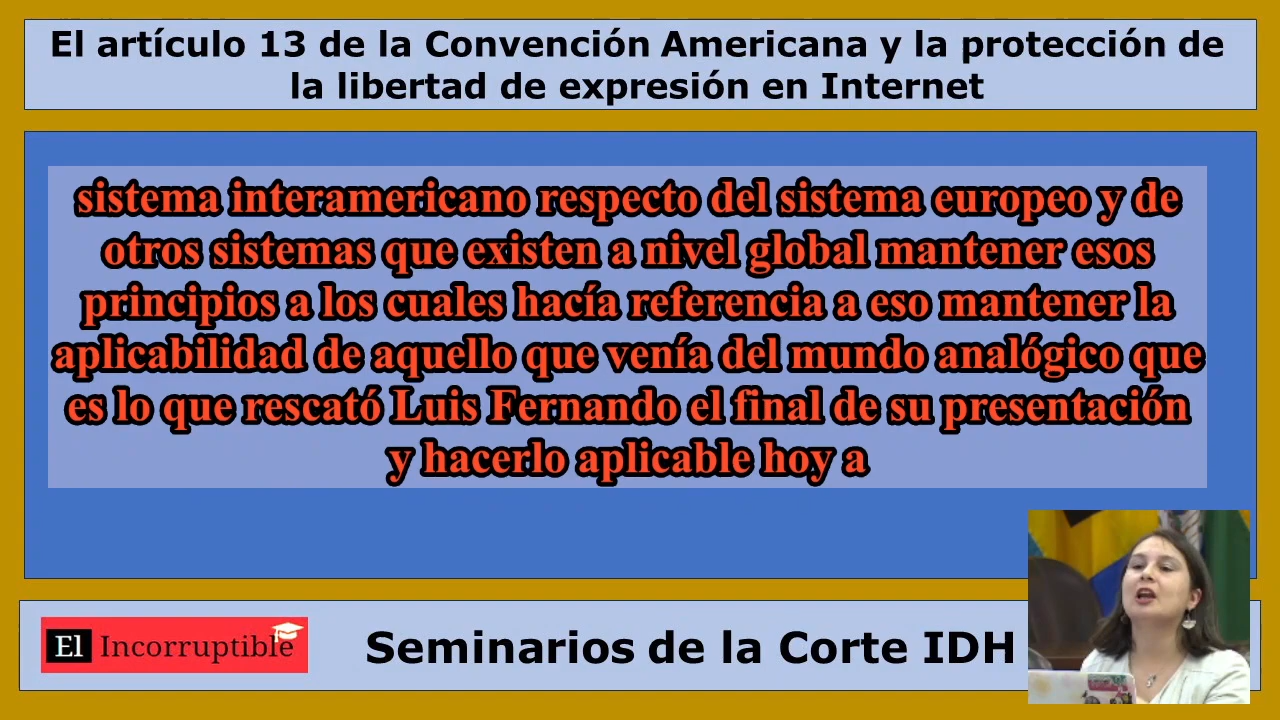 El artículo 13 de la Convención Americana y la protección de
la libertad de expresión en Internet
sistema interamericano respecto del sistema europeo y de
otros sistemas que existen a nivel global mantener esos
principios a los cuales hacía referencia a eso mantener la
aplicabilidad de aquello que venía del mundo analógico que
es lo que rescató Luis Fernando el final de su presentación
y hacerlo aplicable hoy a
El Incorruptible
Seminarios de la Corte IDH